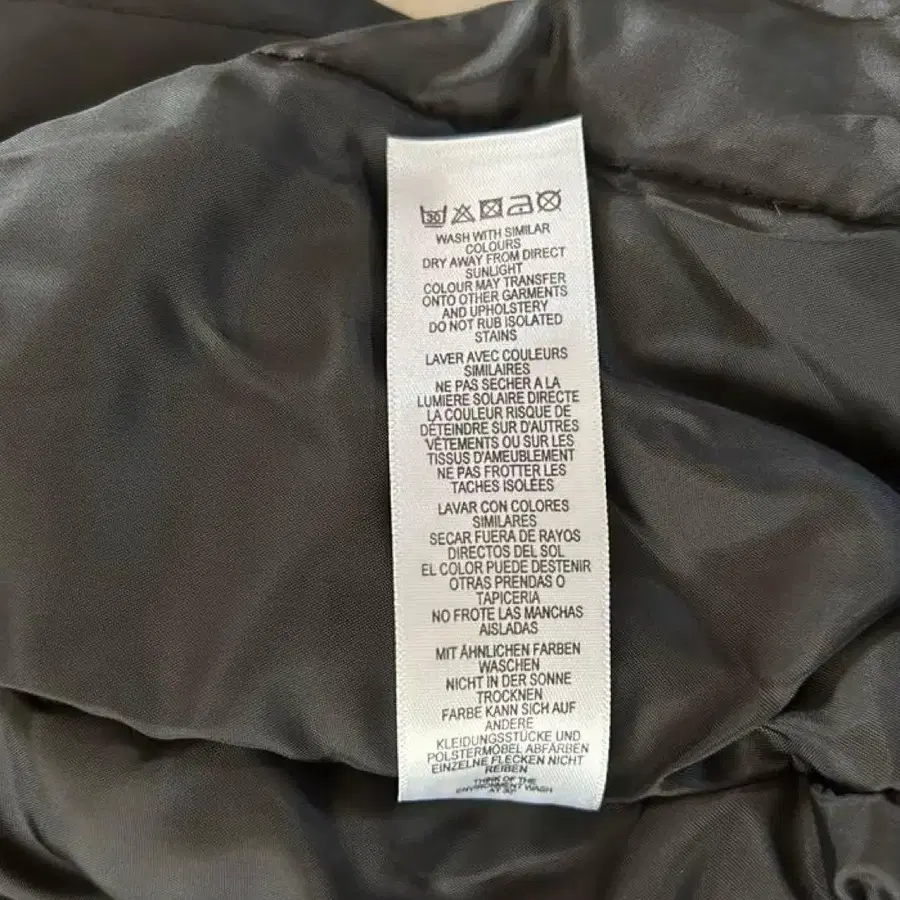 30
WASH WITH SIMILAR
COLOURS
DRY AWAY FROM DIRECT
SUNLIGHT
COLOUR MAY TRANSFER
ONTO OTHER GARMENTS
AND UPHOLSTERY
DO NOT RUB ISOLATED
STAINS
LAVER AVEC COULEURS
SIMILAIRES
NE PAS SECHER A LA
LUMIERE SOLAIRE DIRECTE
LA COULEUR RISQUE DE
DÉTEINDRE SUR D'AUTRES
VÊTEMENTS OU SUR LES
TISSUS D'AMEUBLEMENT
NE PAS FROTTER LES
TACHES ISOLÉES
LAVAR CON COLORES
SIMILARES
SECAR FUERA DE RAYOS
DIRECTOS DEL SOL
EL COLOR PUEDE DESTENIR
OTRAS PRENDAS O
TAPICERIA
NO FROTE LAS MANCHAS
AISLADAS
MIT ÄHNLICHEN FARBEN
WASCHEN
NICHT IN DER SONNE
TROCKNEN
FARBE KANN SICH AUF
ANDERE
KLEIDUNGSSTÜCKE UND
POLSTERMÖBEL ABFÄRBEN
EINZELNE FLECKEN NICHT
REIBEN
THINK OF THE
ENVIRONMENT WASH
AT 30°